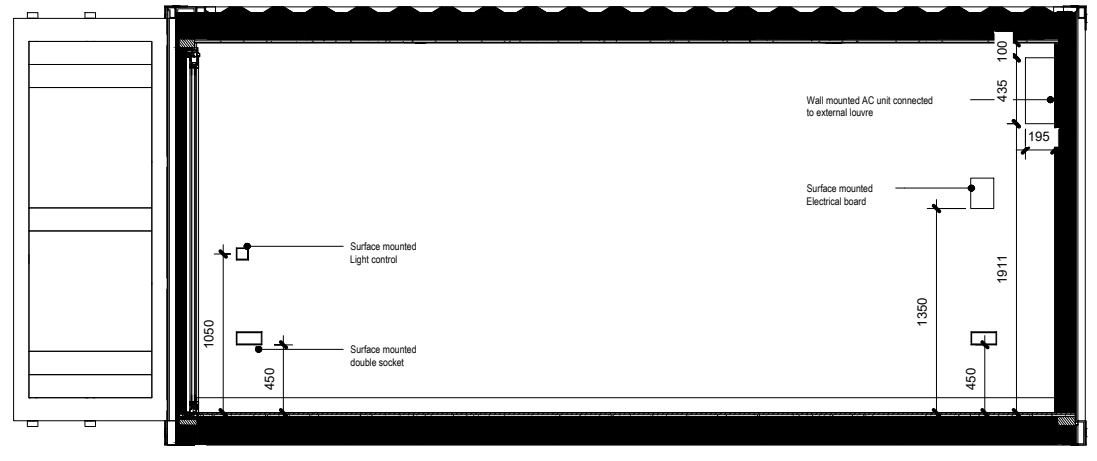 100
435
Wall mounted AC unit connected
to external louvre
195
Surface mounted
Electrical board
Surface mounted
Light control
1911
1350
1050
Surface mounted
double socket
450
450